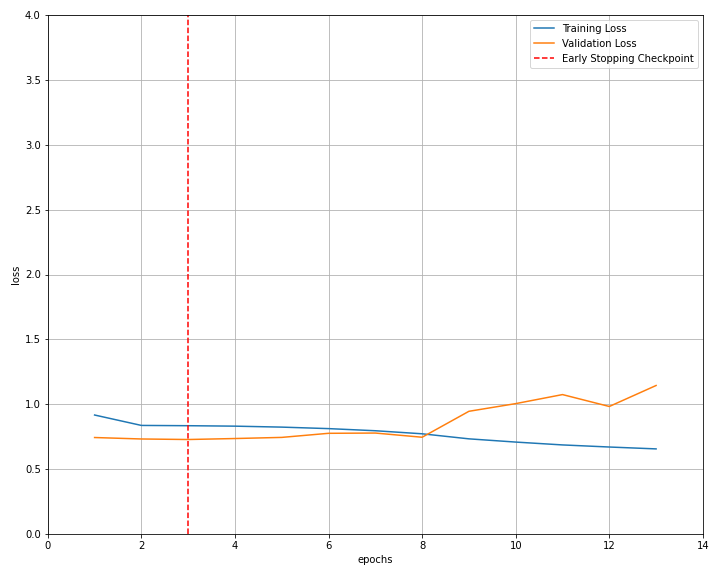 4.0
3.5
3.0
2.5
2.0
1.5
1.0
0.5
0.0
loss
Training Loss
Validation Loss
Early Stopping Checkpoint
0 2 4 6 8 10 12 14
epochs